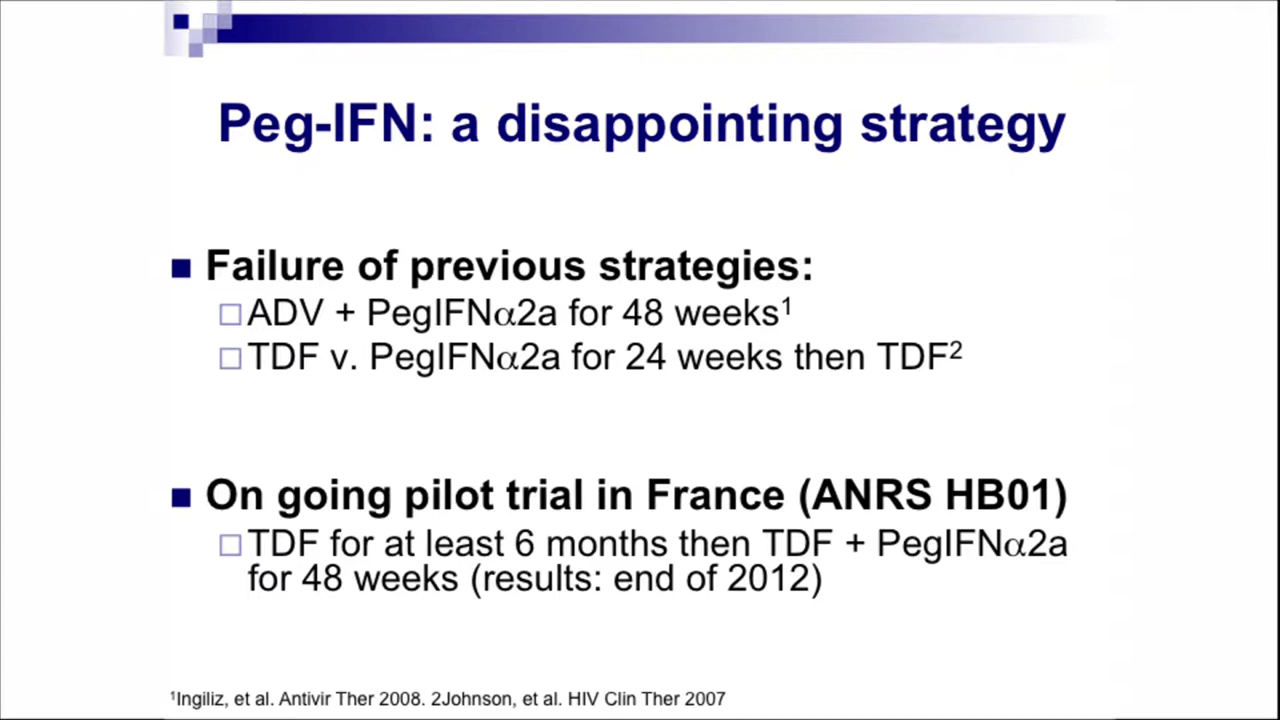 Peg-IFN: a disappointing strategy
Failure of previous strategies:
ADV + PegIFNα2a for 48 weeks¹
TDF v. PegIFNα2a for 24 weeks then TDF²
On going pilot trial in France (ANRS HB01)
TDF for at least 6 months then TDF + PegIFNα2a
for 48 weeks (results: end of 2012)
¹Ingiliz, et al. Antivir Ther 2008. 2Johnson, et al. HIV Clin Ther 2007